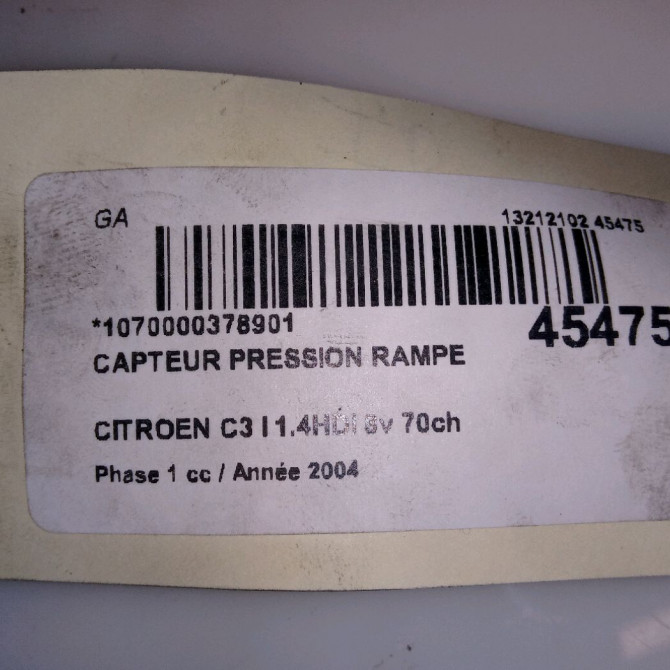 GA
13212102 45475
*1070000378901
45475
CAPTEUR PRESSION RAMPE
CITROEN C3 I 1.4HDI 8v 70ch
Phase 1 cc / Année 2004